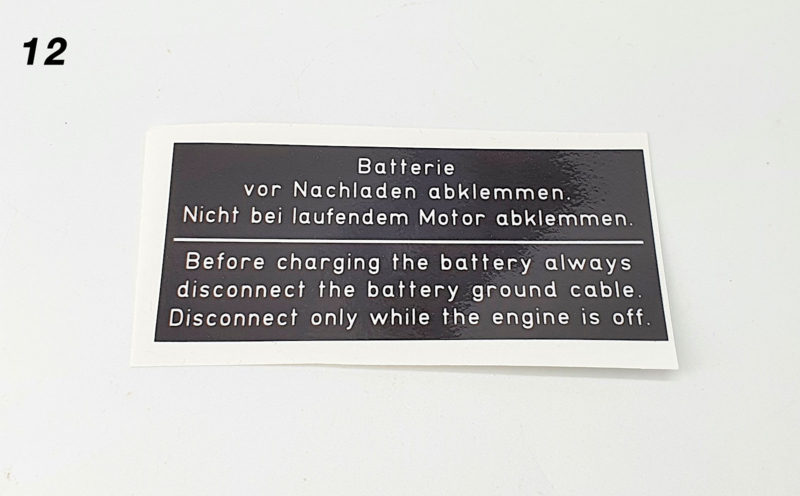 12
Batterie
vor Nachladen abklemmen.
Nicht bei laufendem Motor abklemmen.
Before charging the battery always
disconnect the battery ground cable.
Disconnect only while the engine is off.